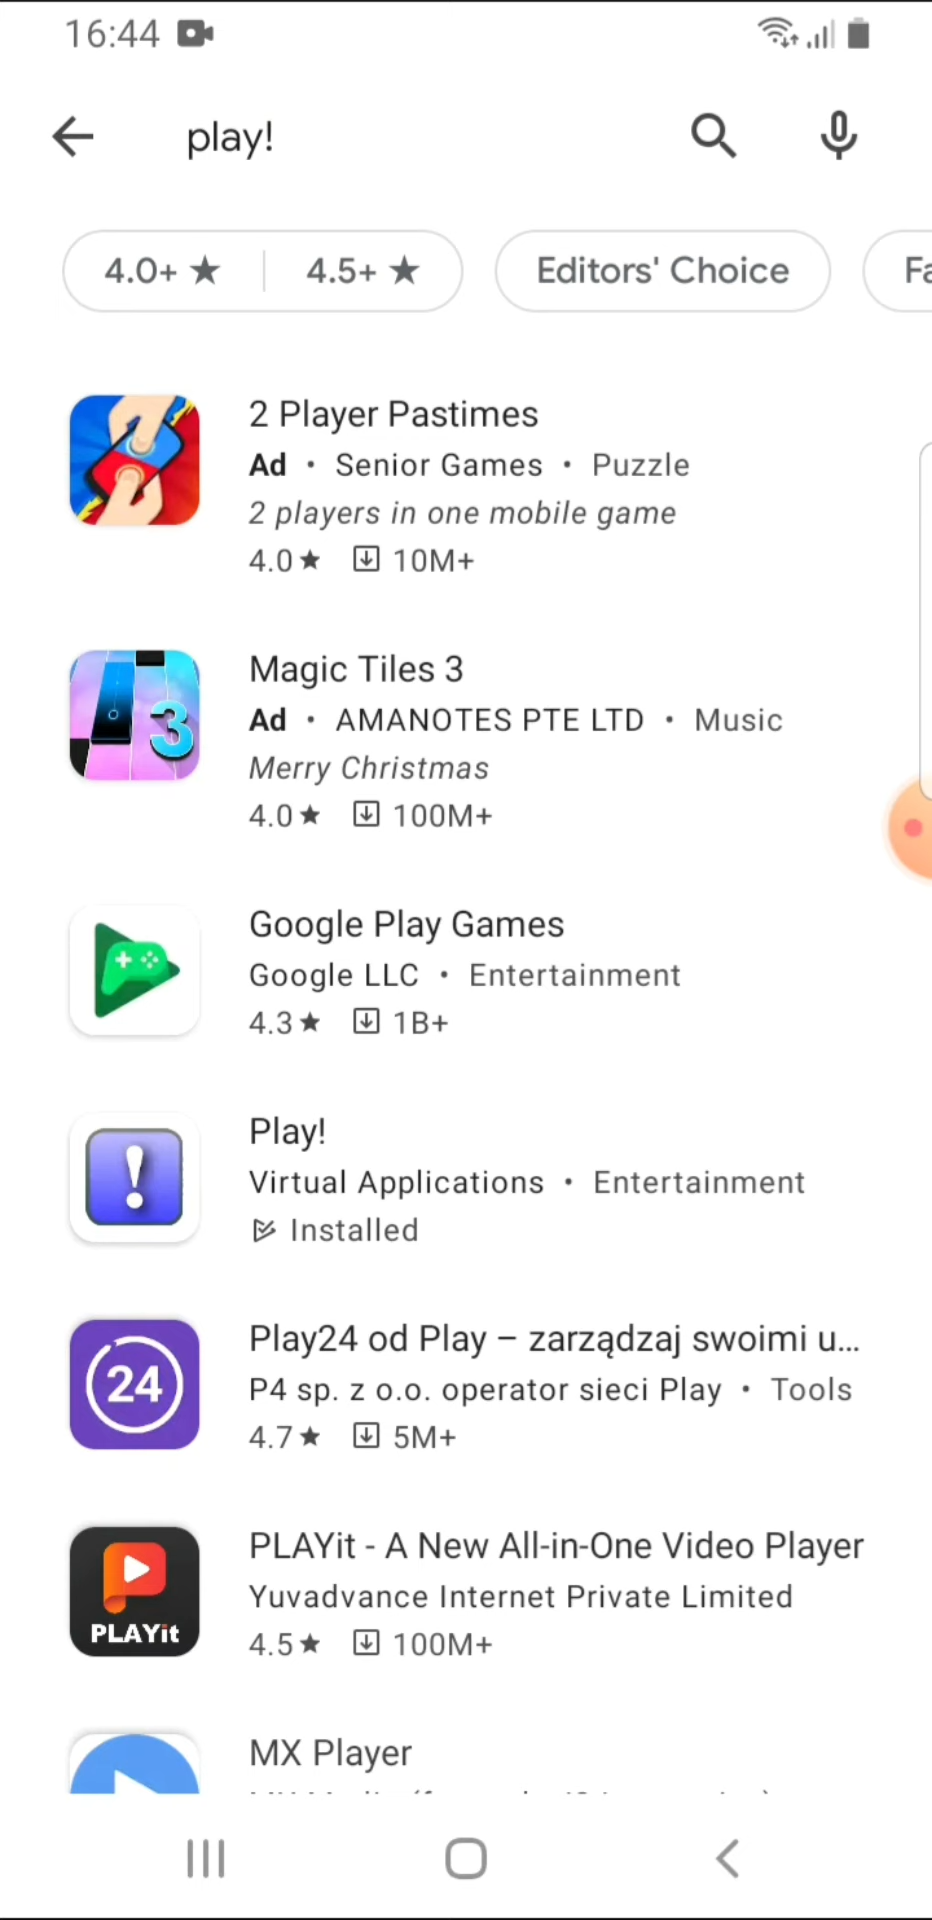 16:44
play!
4.0+ ★ 4.5+ ★ Editors' Choice Fa
2 Player Pastimes
Ad • Senior Games • Puzzle
2 players in one mobile game
4.0 ★ 10M+
3
Magic Tiles 3
Ad • AMANOTES PTE LTD • Music
Merry Christmas
4.0 ★ 100M+
Google Play Games
Google LLC • Entertainment
4.3 ★ 1B+
!
Play!
Virtual Applications • Entertainment
Installed
24
Play24 od Play – zarządzaj swoimi u...
P4 sp. z o.o. operator sieci Play • Tools
4.7 ★ 5M+
PLAYit
PLAYit - A New All-in-One Video Player
Yuvadvance Internet Private Limited
4.5 ★ 100M+
MX Player